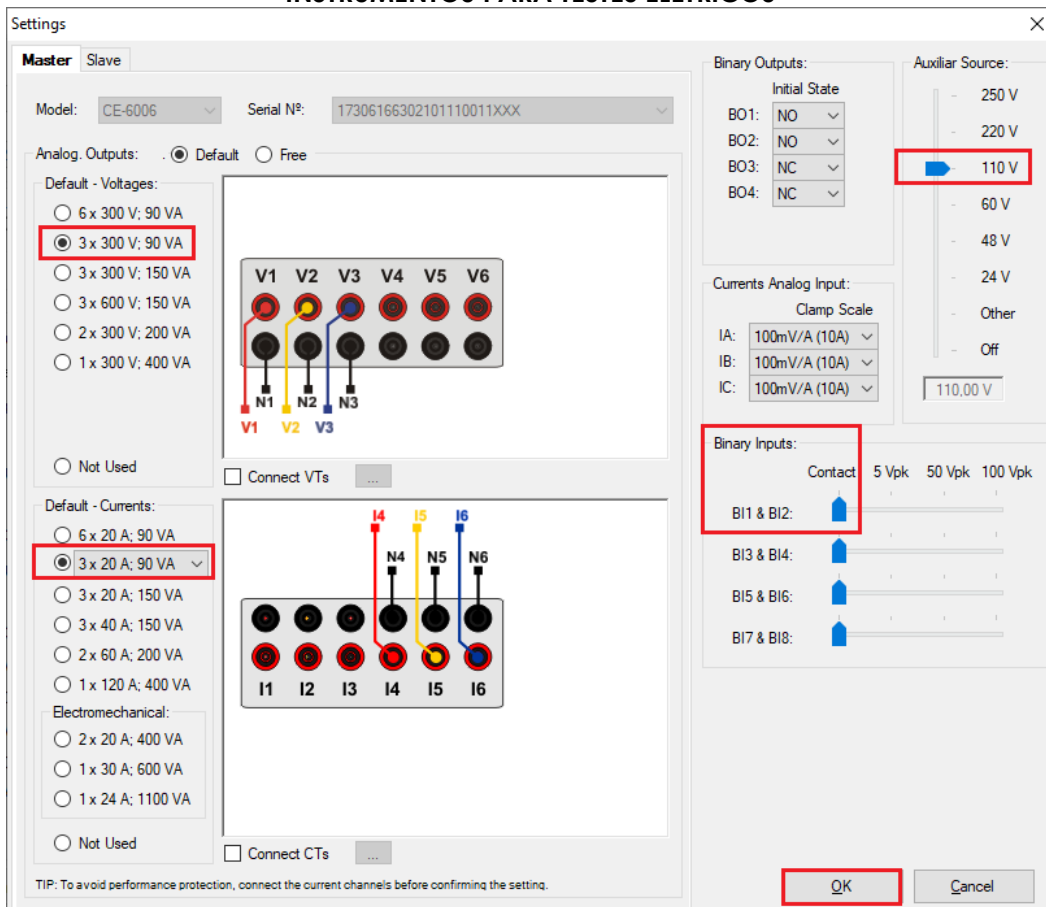 INSTRUMENTOS PARA TESTES ELÉTRICOS
Settings
Master Slave
Model: CE-6006 Serial Nº: 17306166302101110011XXX
Analog. Outputs: . Default Free
Default - Voltages:
6 x 300 V; 90 VA
3 x 300 V; 90 VA
3 x 300 V; 150 VA
3 x 600 V; 150 VA
2 x 300 V; 200 VA
1 x 300 V; 400 VA
Not Used
V1 V2 V3 V4 V5 V6
N1 N2 N3
V1 V2 V3
Connect VTs ...
Default - Currents:
6 x 20 A; 90 VA
3 x 20 A; 90 VA
3 x 20 A; 150 VA
3 x 40 A; 150 VA
2 x 60 A; 200 VA
1 x 120 A; 400 VA
Electromechanical:
2 x 20 A; 400 VA
1 x 30 A; 600 VA
1 x 24 A; 1100 VA
Not Used
I4 I5 I6
N4 N5 N6
I1 I2 I3 I4 I5 I6
Connect CTs ...
TIP: To avoid performance protection, connect the current channels before confirming the setting.
Binary Outputs:
Initial State
BO1: NO
BO2: NO
BO3: NC
BO4: NC
Auxiliar Source:
250 V
220 V
110 V
60 V
48 V
24 V
Other
Off
110,00 V
Currents Analog Input:
Clamp Scale
IA: 100mV/A (10A)
IB: 100mV/A (10A)
IC: 100mV/A (10A)
Binary Inputs:
Contact 5 Vpk 50 Vpk 100 Vpk
BI1 & BI2:
BI3 & BI4:
BI5 & BI6:
BI7 & BI8:
OK Cancel